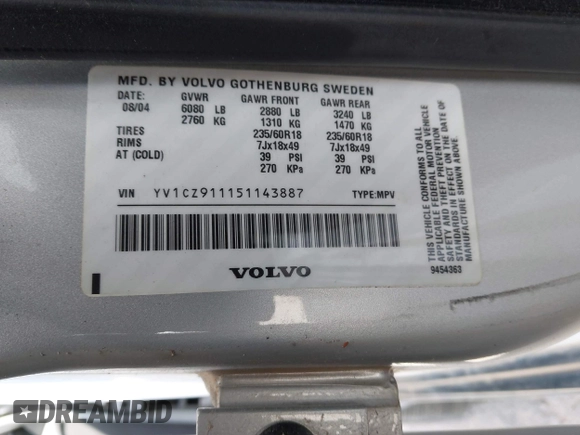 MFD. BY VOLVO GOTHENBURG SWEDEN
DATE: GVWR GAWR FRONT GAWR REAR
08/04 6080 LB 2880 LB 3240 LB
2760 KG 1310 KG 1470 KG
TIRES 235/60R18 235/60R18
RIMS 7Jx18x49 7Jx18x49
AT (COLD) 39 PSI 39 PSI
270 KPa 270 KPa
VIN YV1CZ911151143887 TYPE:MPV
VOLVO
THIS VEHICLE CONFORMS TO ALL
APPLICABLE FEDERAL MOTOR VEHICLE
SAFETY AND THEFT PREVENTION
STANDARDS IN EFFECT ON THE DATE OF
MANUFACTURE SHOWN ABOVE.
9454363
DREAMBID